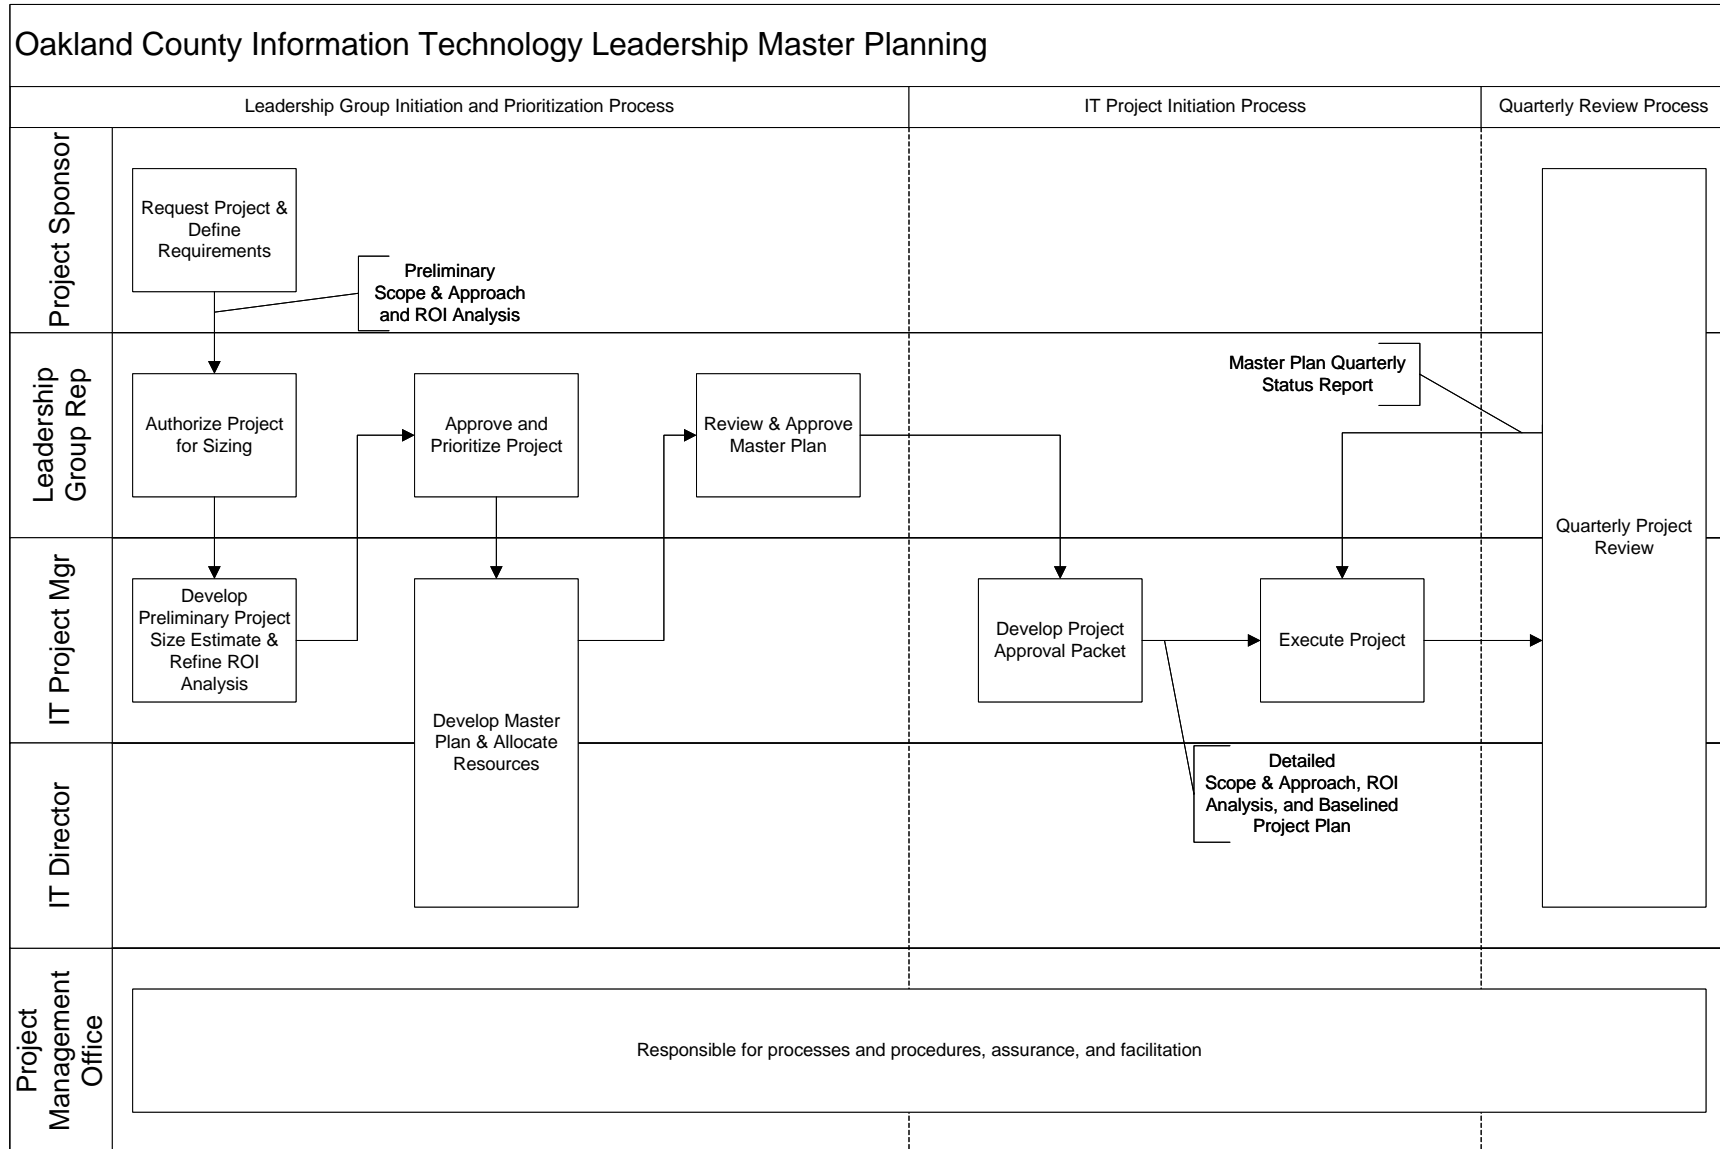 Oakland County Information Technology Leadership Master Planning
Leadership Group Initiation and Prioritization Process
IT Project Initiation Process
Quarterly Review Process
Project Sponsor
Request Project &
Define
Requirements
Preliminary
Scope & Approach
and ROI Analysis
Leadership
Group Rep
Authorize Project
for Sizing
Approve and
Prioritize Project
Review & Approve
Master Plan
Master Plan Quarterly
Status Report
Quarterly Project
Review
IT Project Mgr
Develop
Preliminary Project
Size Estimate &
Refine ROI
Analysis
Develop Master
Plan & Allocate
Resources
Develop Project
Approval Packet
Execute Project
IT Director
Detailed
Scope & Approach, ROI
Analysis, and Baselined
Project Plan
Project
Management
Office
Responsible for processes and procedures, assurance, and facilitation